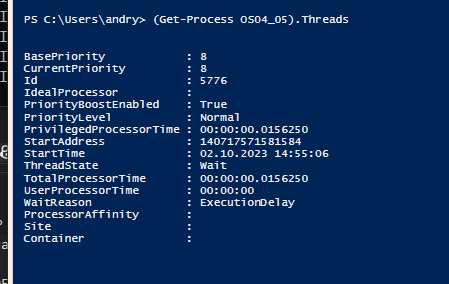 PS C:\Users\andry> (Get-Process OS04_05).Threads
BasePriority : 8
CurrentPriority : 8
Id : 5776
IdealProcessor :
PriorityBoostEnabled : True
PriorityLevel : Normal
PrivilegedProcessorTime : 00:00:00.0156250
StartAddress : 140717571581584
StartTime : 02.10.2023 14:55:06
ThreadState : Wait
TotalProcessorTime : 00:00:00.0156250
UserProcessorTime : 00:00:00
WaitReason : ExecutionDelay
ProcessorAffinity :
Site :
Container :